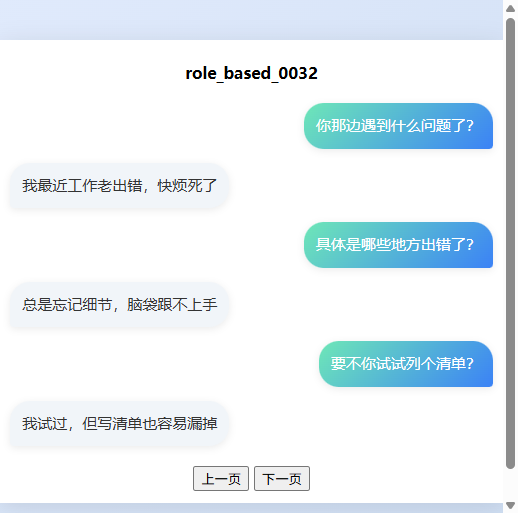 role_based_0032
你那边遇到什么问题了?
我最近工作老出错，快烦死了
具体是哪些地方出错了?
总是忘记细节，脑袋跟不上手
要不你试试列个清单?
我试过，但写清单也容易漏掉
上一页 下一页